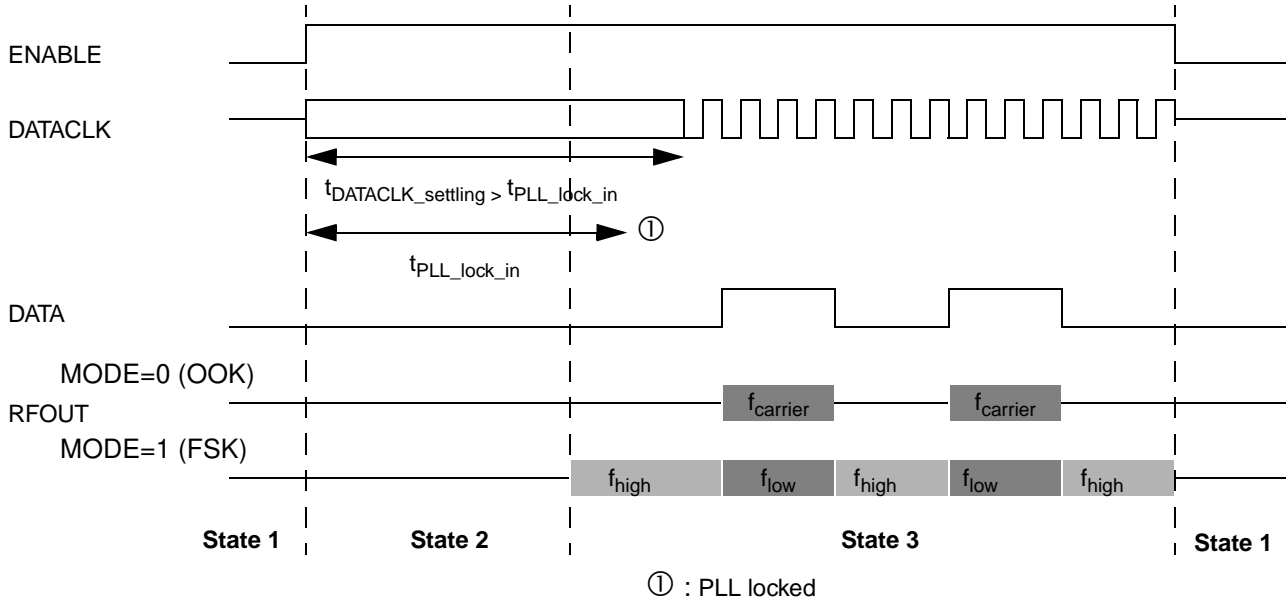 ENABLE
DATACLK
tDATACLK_settling > tPLL_lock_in
①
tPLL_lock_in
DATA
MODE=0 (OOK)
fcarrier fcarrier
RFOUT
MODE=1 (FSK)
fhigh flow fhigh flow fhigh
State 1 State 2 State 3 State 1
① : PLL locked